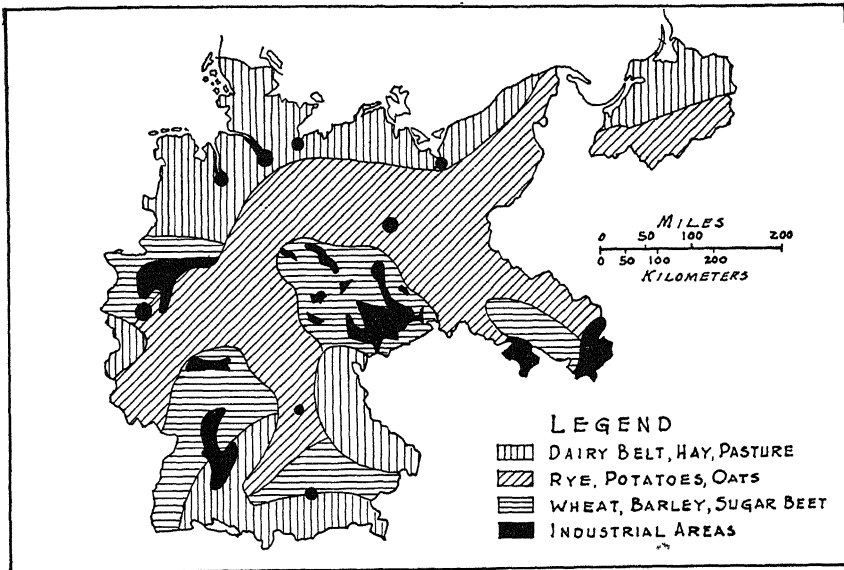 MILES
0 50 100 200
0 50 100 200
KILOMETERS
LEGEND
DAIRY BELT, HAY, PASTURE
RYE, POTATOES, OATS
WHEAT, BARLEY, SUGAR BEET
INDUSTRIAL AREAS